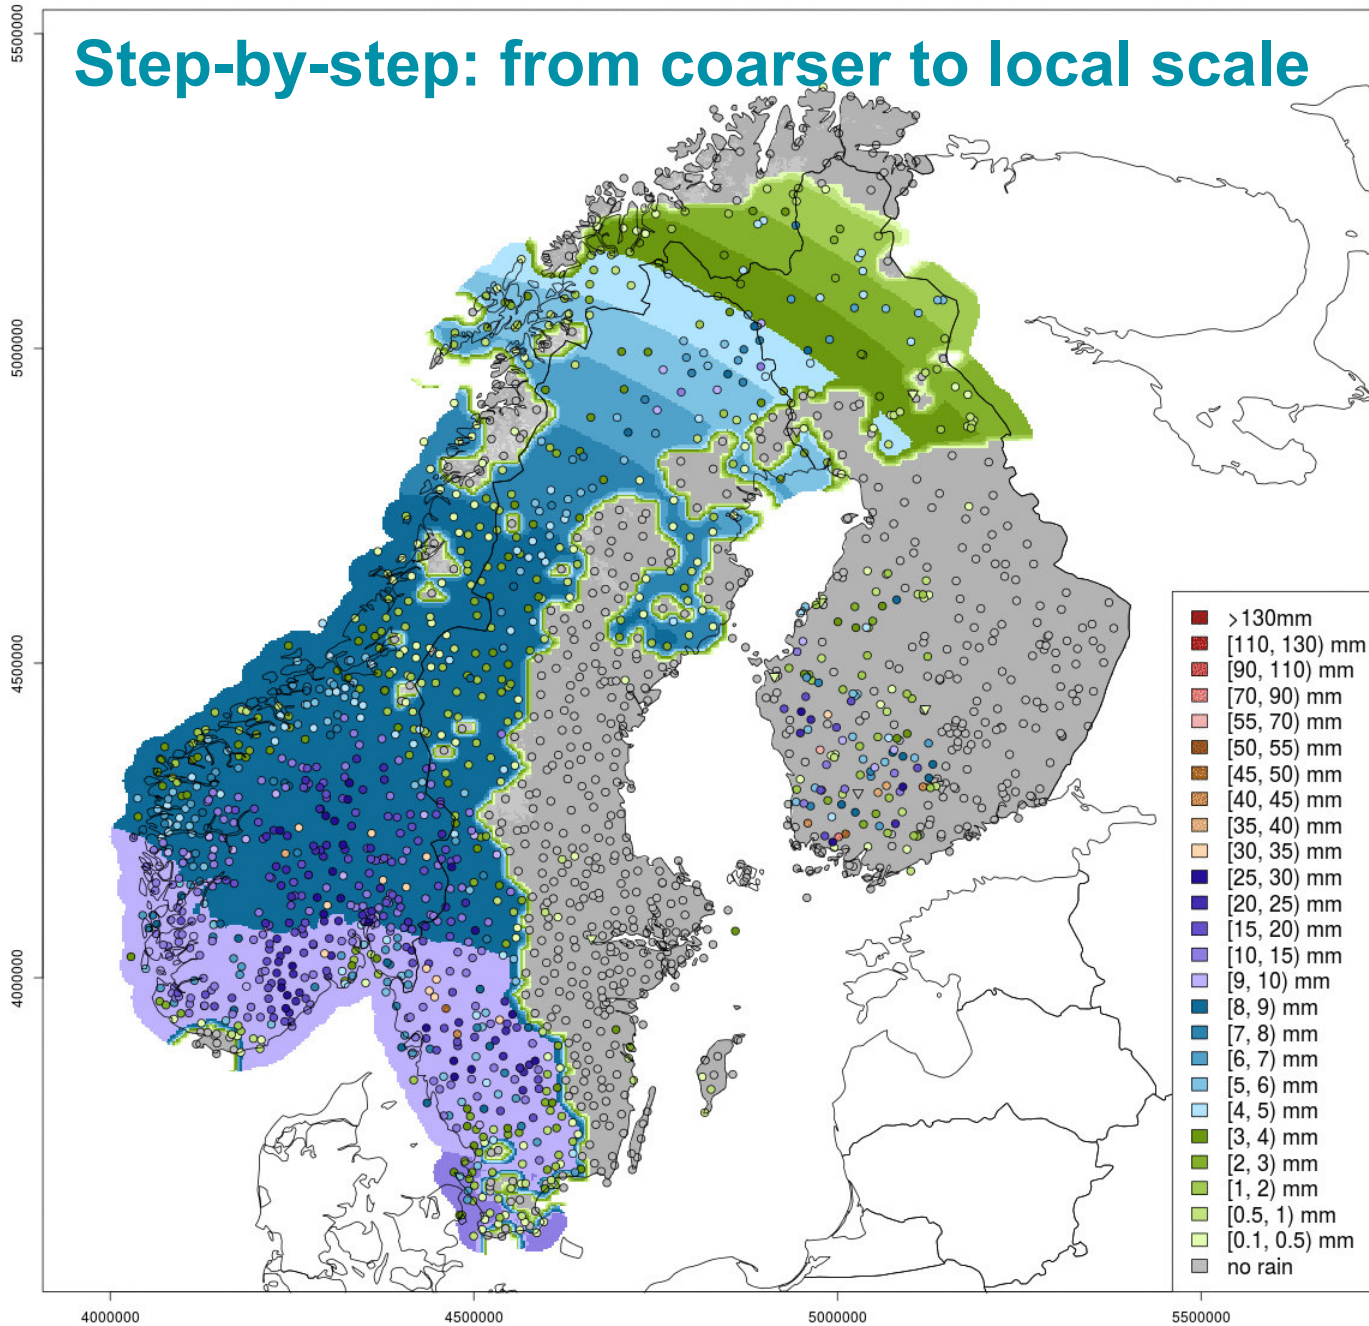 Step-by-step: from coarser to local scale
5500000
5000000
4500000
4000000
>130mm
[110, 130) mm
[90, 110) mm
[70, 90) mm
[55, 70) mm
[50, 55) mm
[45, 50) mm
[40, 45) mm
[35, 40) mm
[30, 35) mm
[25, 30) mm
[20, 25) mm
[15, 20) mm
[10, 15) mm
[9, 10) mm
[8, 9) mm
[7, 8) mm
[6, 7) mm
[5, 6) mm
[4, 5) mm
[3, 4) mm
[2, 3) mm
[1, 2) mm
[0.5, 1) mm
[0.1, 0.5) mm
no rain
4000000 4500000 5000000 5500000